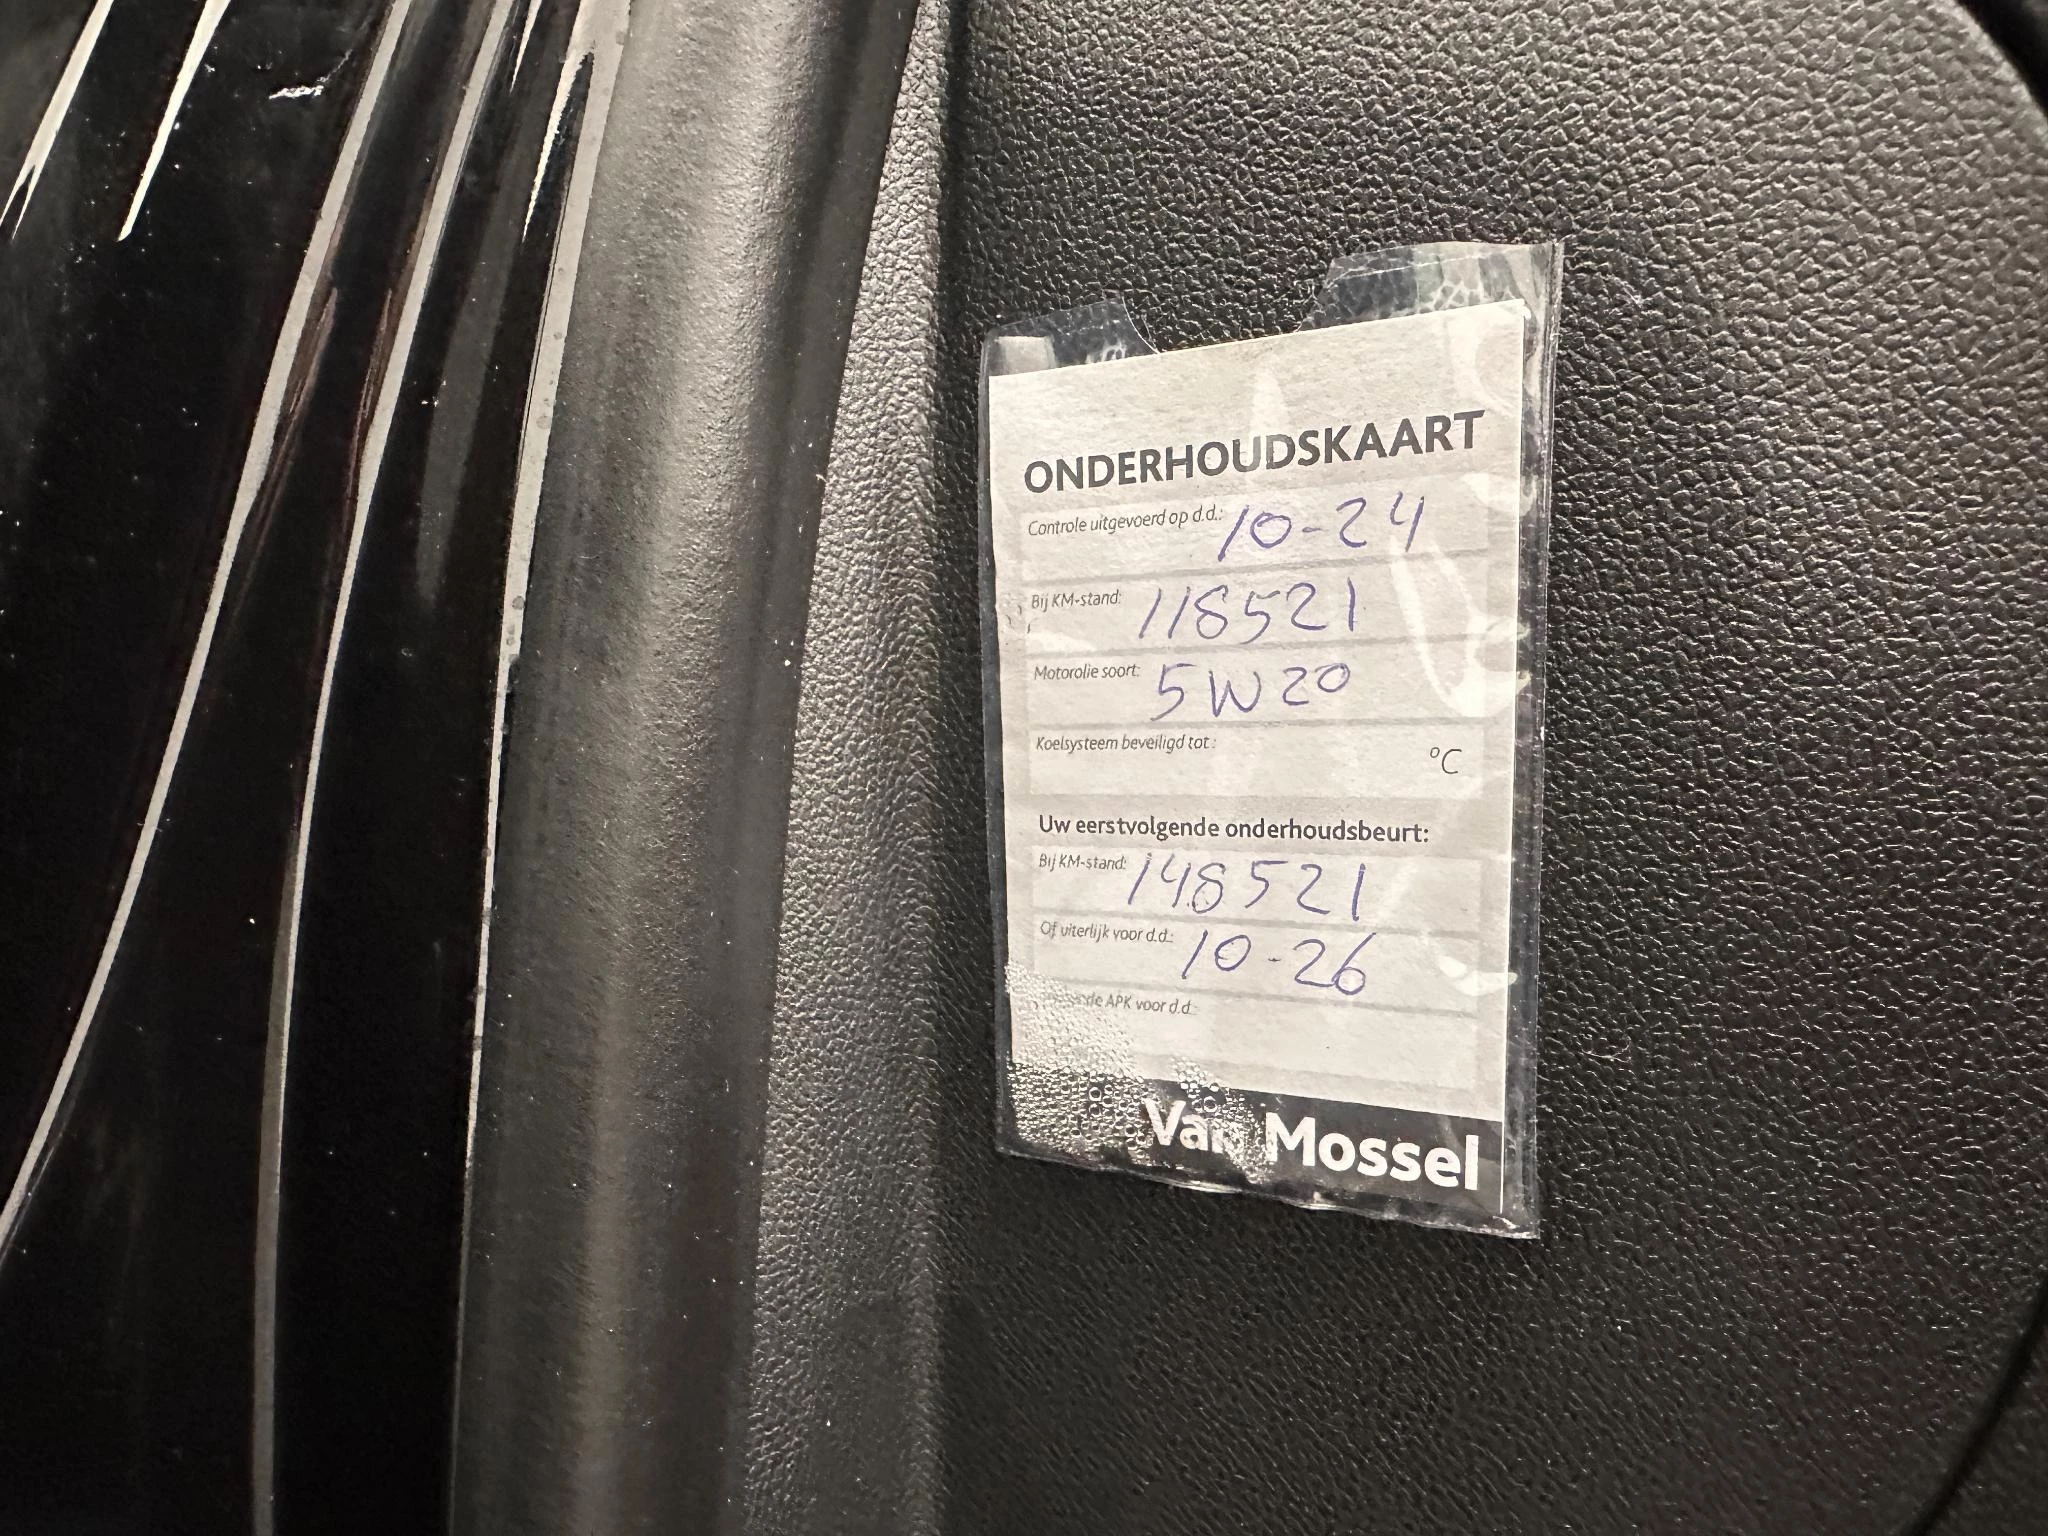 ONDERHOUDSKAART
Controle uitgevoerd op d.d.: 10-24
Bij KM-stand: 118521
Motorolie soort: 5W20
Koelsysteem beveiligd tot: °C
Uw eerstvolgende onderhoudsbeurt:
Bij KM-stand: 148521
Of uiterlijk voor d.d.: 10-26
APK voor d.d.:
Van Mossel